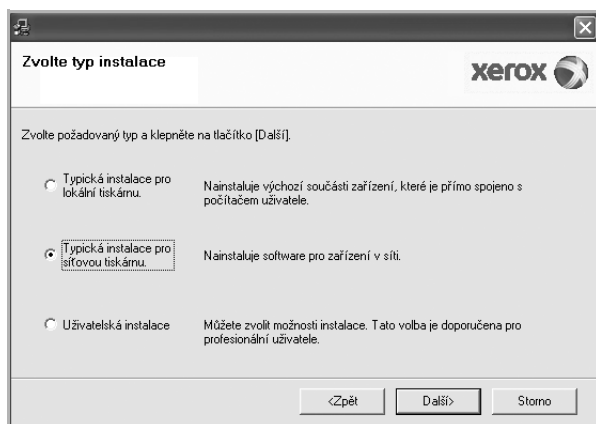 Zvolte typ instalace
xerox
Zvolte požadovaný typ a klepněte na tlačítko [Další].
Typická instalace pro
lokální tiskárnu.
Nainstaluje výchozí součásti zařízení, které je přímo spojeno s
počítačem uživatele.
Typická instalace pro
síťovou tiskárnu.
Nainstaluje software pro zařízení v síti.
Uživatelská instalace
Můžete zvolit možnosti instalace. Tato volba je doporučena pro
profesionální uživatele.
<Zpět
Další>
Storno